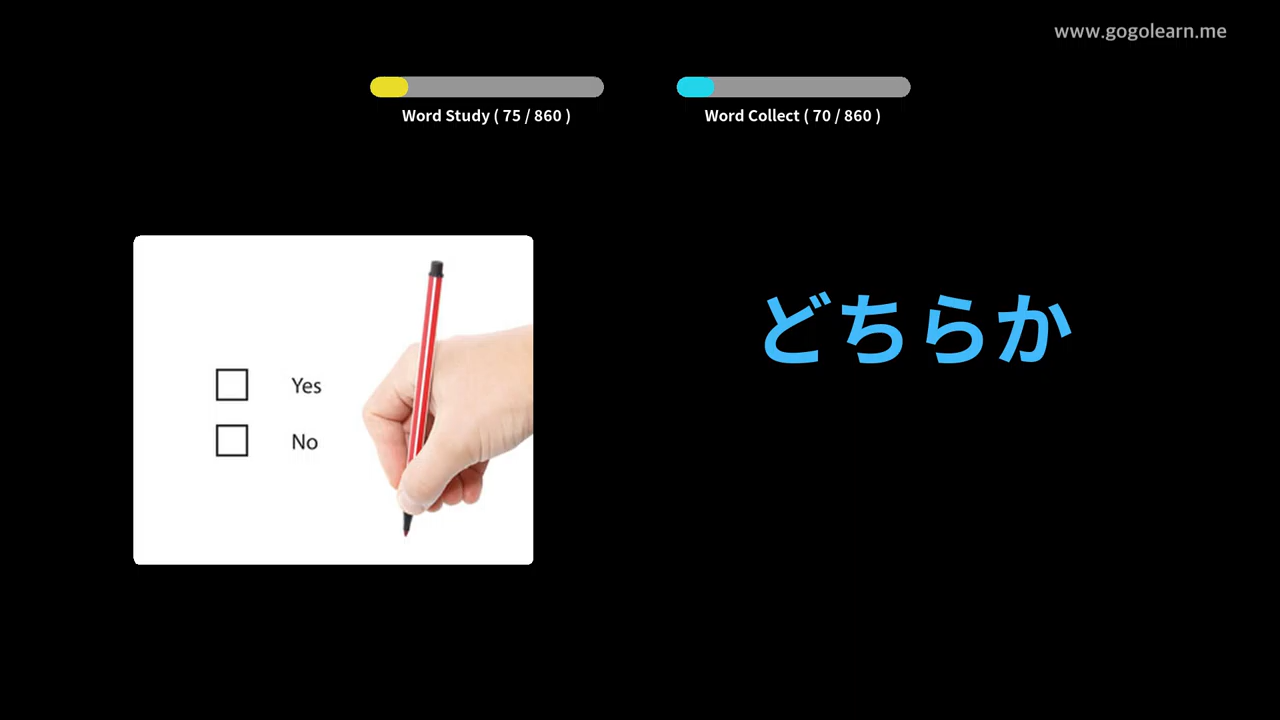 www.gogolearn.me
Word Study ( 75 / 860 )
Word Collect ( 70 / 860 )
どちらか
Yes
No